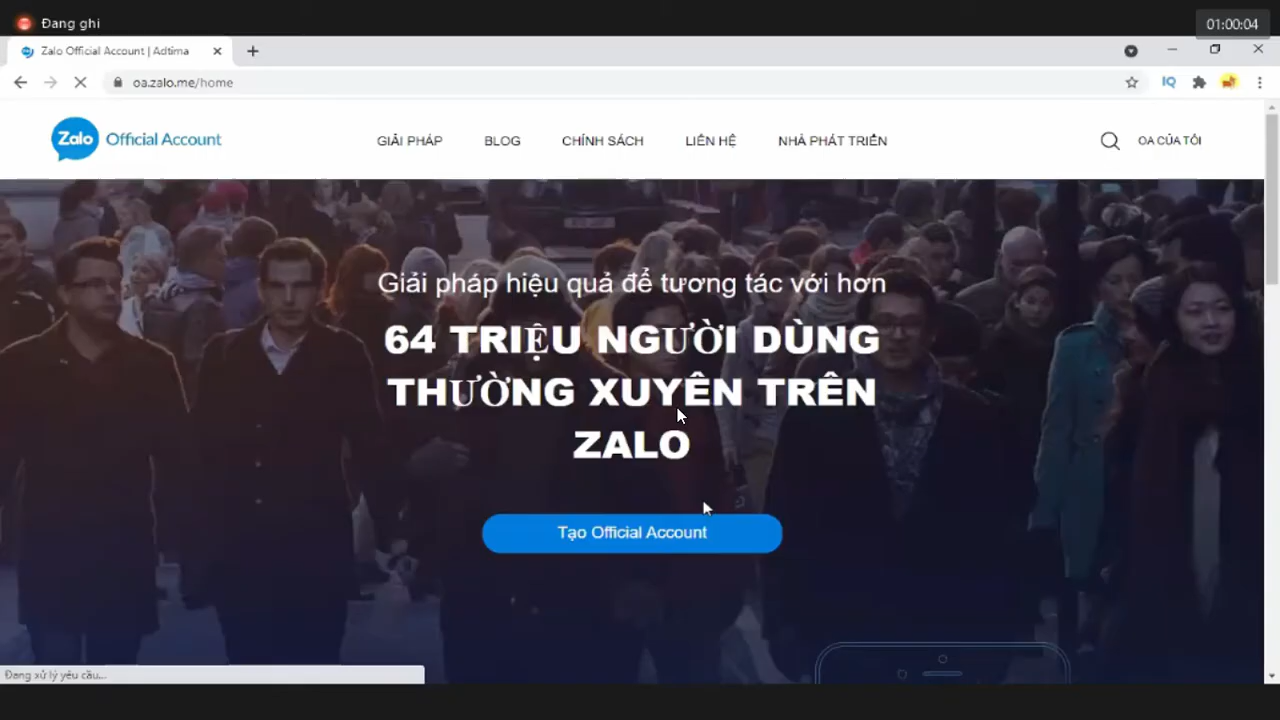 Đang ghi
01:00:04
Zalo Official Account | Adtima
oa.zalo.me/home
IQ
Zalo Official Account
GIẢI PHÁP
BLOG
CHÍNH SÁCH
LIÊN HỆ
NHÀ PHÁT TRIỂN
OA CỦA TÔI
Giải pháp hiệu quả để tương tác với hơn
64 TRIỆU NGƯỜI DÙNG
THƯỜNG XUYÊN TRÊN
ZALO
Tạo Official Account
Đang xử lý yêu cầu...